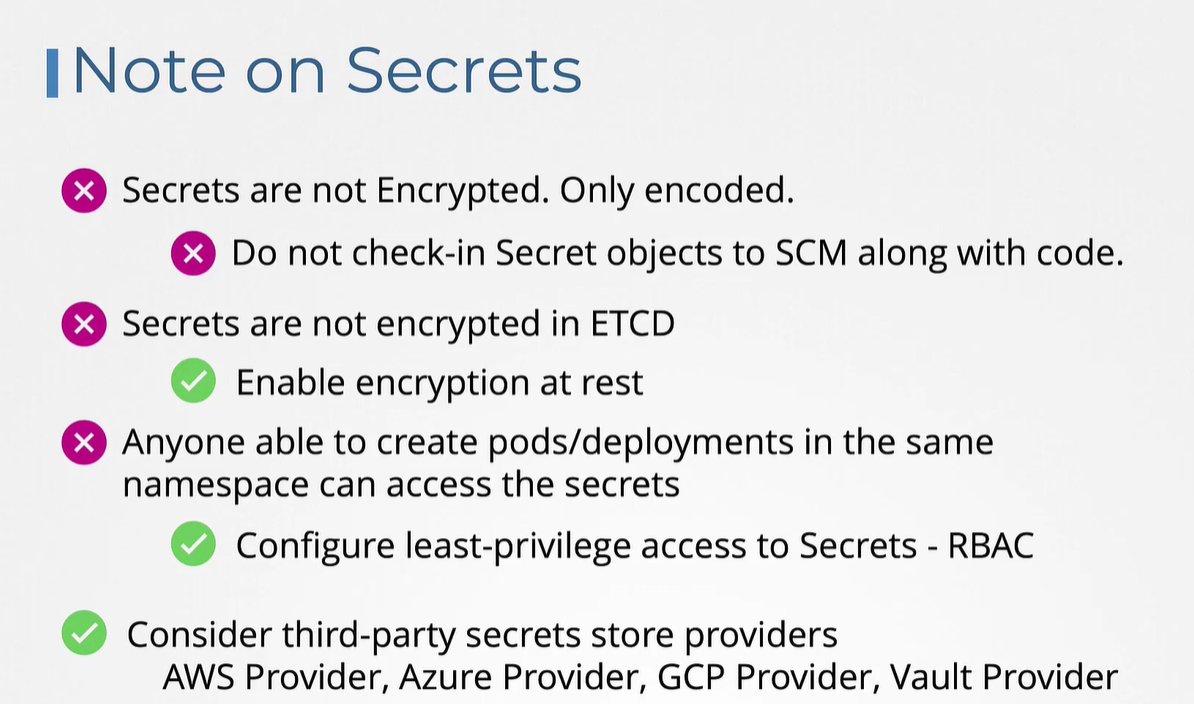 Note on Secrets
Secrets are not Encrypted. Only encoded.
Do not check-in Secret objects to SCM along with code.
Secrets are not encrypted in ETCD
Enable encryption at rest
Anyone able to create pods/deployments in the same
namespace can access the secrets
Configure least-privilege access to Secrets - RBAC
Consider third-party secrets store providers
AWS Provider, Azure Provider, GCP Provider, Vault Provider